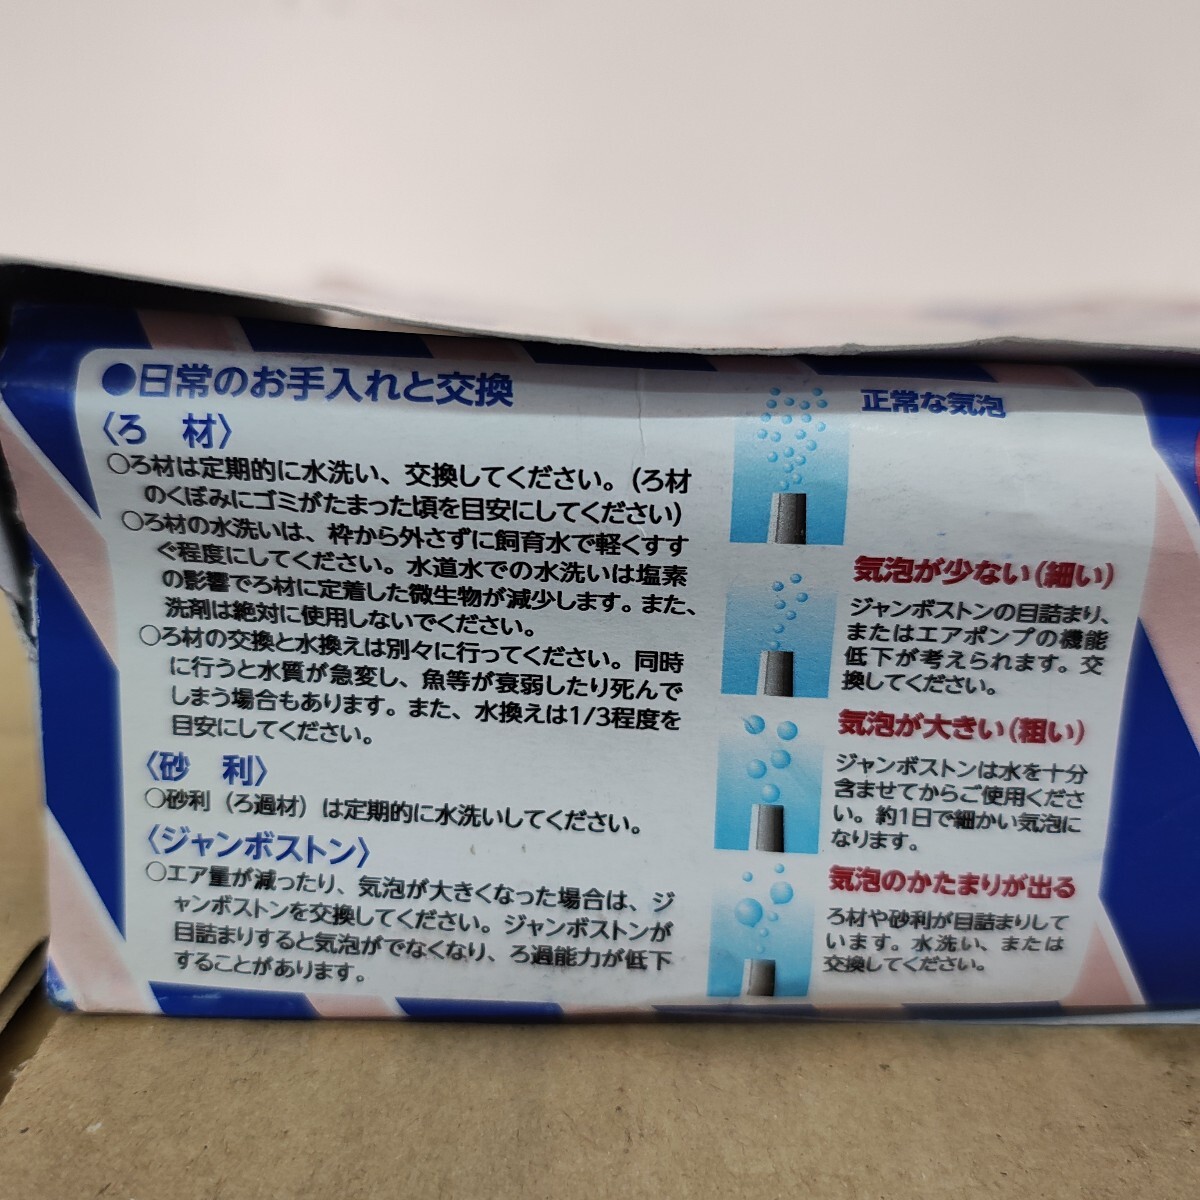 ●日常のお手入れと交換
〈ろ 材〉
○ろ材は定期的に水洗い、交換してください。(ろ材
のくぼみにゴミがたまった頃を目安にしてください)
○ろ材の水洗いは、枠から外さずに飼育水で軽くすす
ぐ程度にしてください。水道水での水洗いは塩素
の影響でろ材に定着した微生物が減少します。また、
洗剤は絶対に使用しないでください。
○ろ材の交換と水換えは別々に行ってください。同時
に行うと水質が急変し、魚等が衰弱したり死んで
しまう場合もあります。また、水換えは1/3程度を
目安にしてください。
〈砂 利〉
○砂利（ろ過材）は定期的に水洗いしてください。
〈ジャンボストン〉
○エア量が減ったり、気泡が大きくなった場合は、ジ
ャンボストンを交換してください。ジャンボストンが
目詰まりすると気泡がでなくなり、ろ過能力が低下
することがあります。
正常な気泡
気泡が少ない(細い)
ジャンボストンの目詰まり、
またはエアポンプの機能
低下が考えられます。交
換してください。
気泡が大きい(粗い)
ジャンボストンは水を十分
含ませてからご使用くださ
い。約1日で細かい気泡に
なります。
気泡のかたまりが出る
ろ材や砂利が目詰まりして
います。水洗い、または
交換してください。